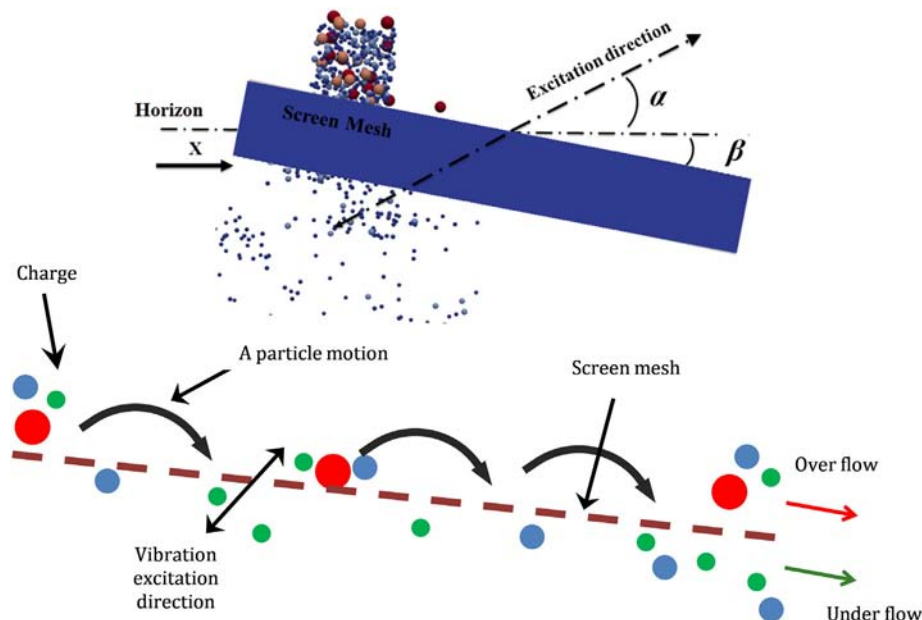 Excitation direction
α
Horizon
Screen Mesh
X
β
Charge
A particle motion
Screen mesh
Over flow
Vibration
excitation
direction
Under flow